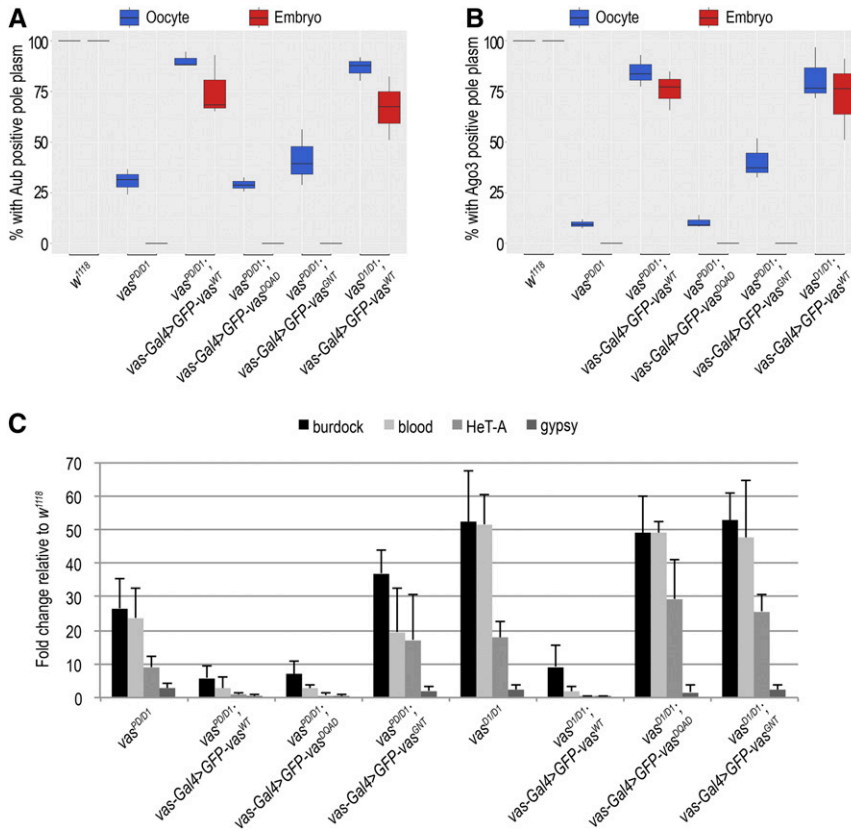 A
Oocyte
Embryo
% with Aub positive pole plasm
100
75
50
25
0
w1118
vasPD/D1
vasPD/D1;
vas-Gal4>GFP-vasWT
vasPD/D1;
vas-Gal4>GFP-vasDQAD
vasPD/D1;
vas-Gal4>GFP-vasGNT
vasD1/D1;
vas-Gal4>GFP-vasWT
B
Oocyte
Embryo
% with Ago3 positive pole plasm
100
75
50
25
0
w1118
vasPD/D1
vasPD/D1;
vas-Gal4>GFP-vasWT
vasPD/D1;
vas-Gal4>GFP-vasDQAD
vasPD/D1;
vas-Gal4>GFP-vasGNT
vasD1/D1;
vas-Gal4>GFP-vasWT
C
burdock
blood
HeT-A
gypsy
Fold change relative to w1118
70
60
50
40
30
20
10
0
vasPD/D1
vasPD/D1;
vas-Gal4>GFP-vasWT
vasPD/D1;
vas-Gal4>GFP-vasDQAD
vasPD/D1;
vas-Gal4>GFP-vasGNT
vasD1/D1
vasD1/D1;
vas-Gal4>GFP-vasWT
vasD1/D1;
vas-Gal4>GFP-vasDQAD
vasD1/D1;
vas-Gal4>GFP-vasGNT